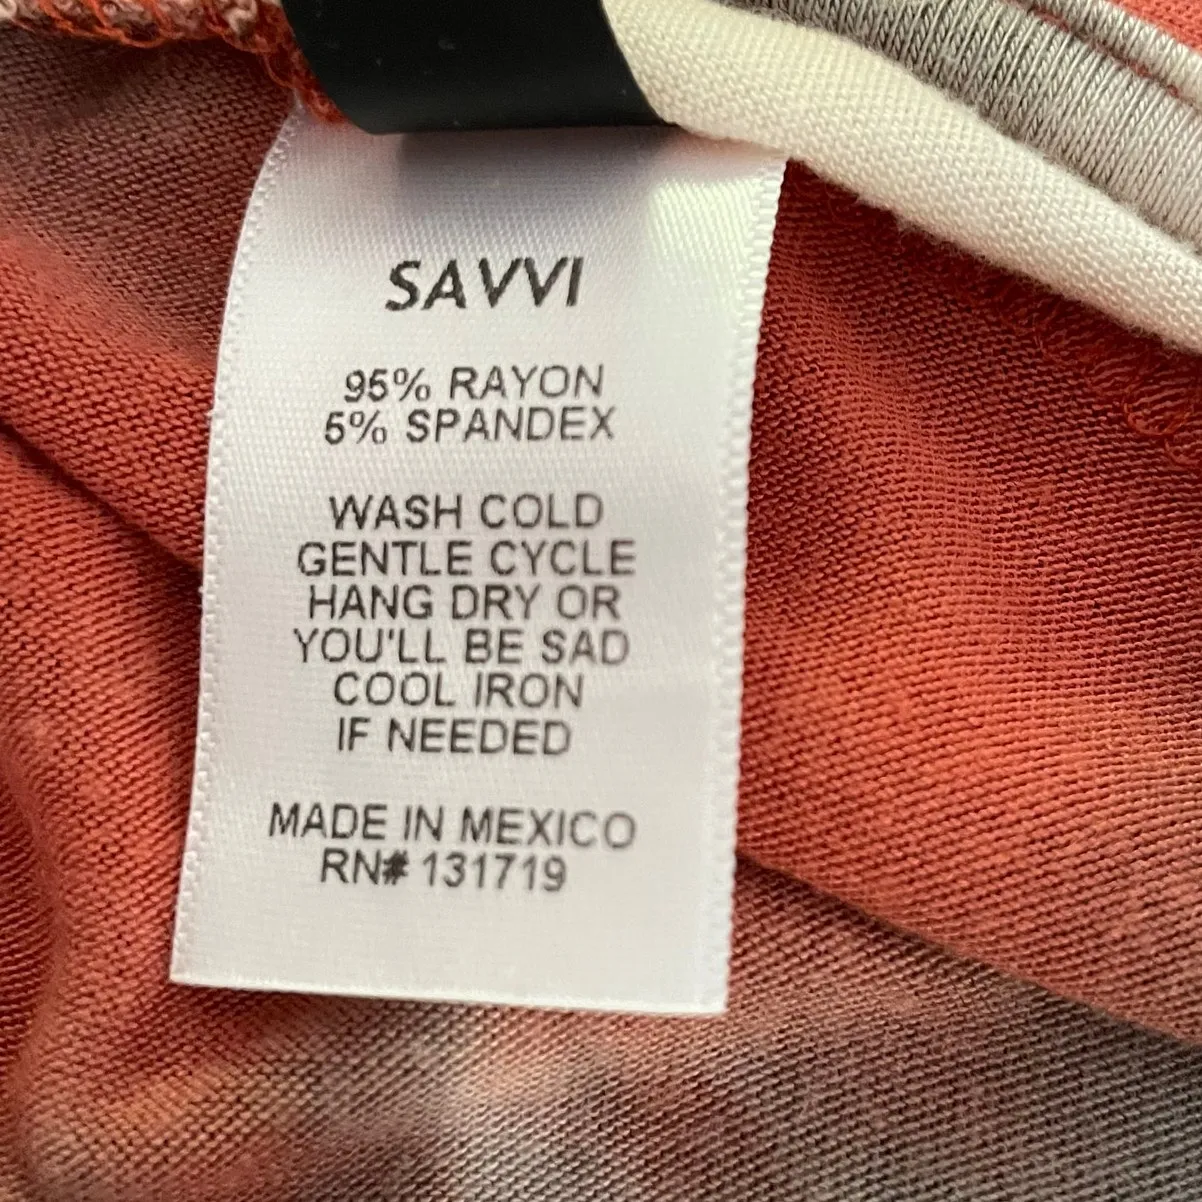 SAVVI
95% RAYON
5% SPANDEX
WASH COLD
GENTLE CYCLE
HANG DRY OR
YOU'LL BE SAD
COOL IRON
IF NEEDED
MADE IN MEXICO
RN# 131719